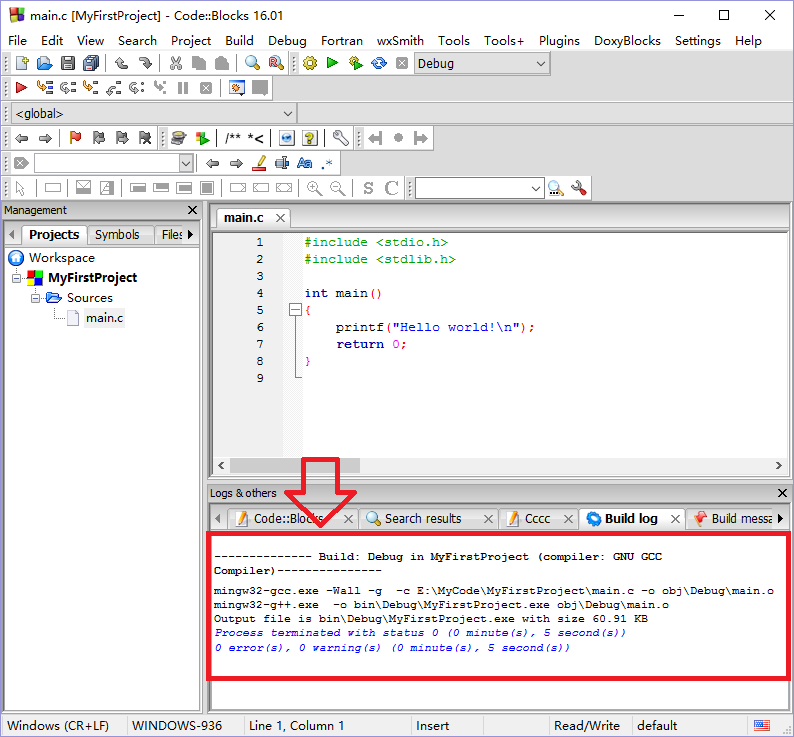 main.c [MyFirstProject] - Code::Blocks 16.01
File Edit View Search Project Build Debug Fortran wxSmith Tools Tools+ Plugins DoxyBlocks Settings Help
Debug
<global>
/** *<
Aa .*
S C
Management
main.c
Projects Symbols Files
Workspace
MyFirstProject
Sources
main.c
1 #include <stdio.h>
2 #include <stdlib.h>
3
4 int main()
5 {
6 printf("Hello world!\n");
7 return 0;
8 }
9
Logs & others
Code::Blocks Search results Cccc Build log Build messa
-------------- Build: Debug in MyFirstProject (compiler: GNU GCC
Compiler)---------------
mingw32-gcc.exe -Wall -g  -c E:\MyCode\MyFirstProject\main.c -o obj\Debug\main.o
mingw32-g++.exe  -o bin\Debug\MyFirstProject.exe obj\Debug\main.o
Output file is bin\Debug\MyFirstProject.exe with size 60.91 KB
Process terminated with status 0 (0 minute(s), 5 second(s))
0 error(s), 0 warning(s) (0 minute(s), 5 second(s))
Windows (CR+LF) WINDOWS-936 Line 1, Column 1 Insert Read/Write default